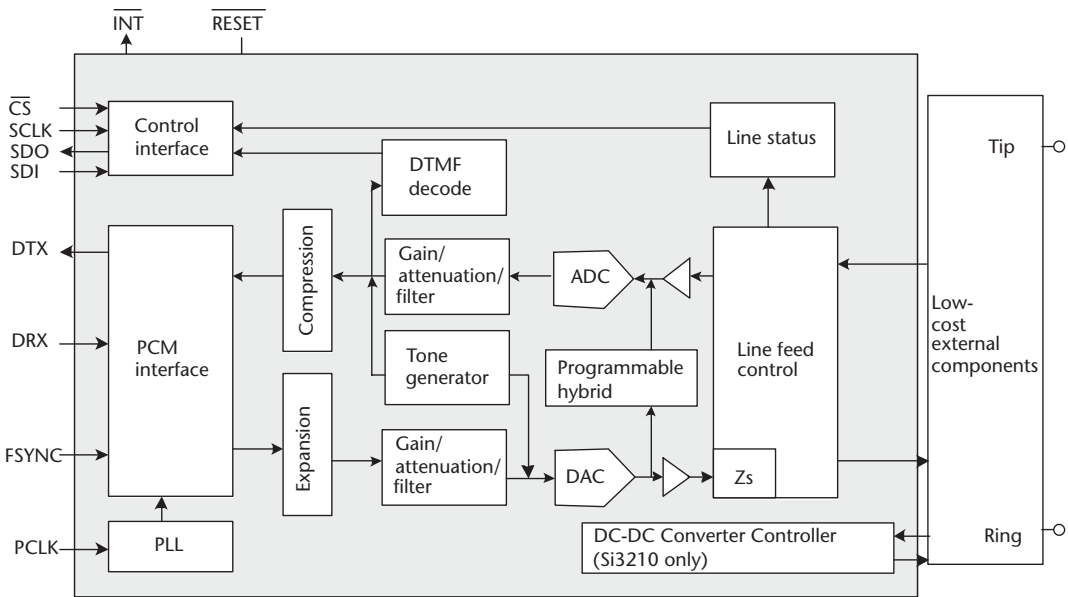 INT
RESET
CS
SCLK
SDO
SDI
Control
interface
Line status
Tip
DTMF
decode
DTX
DRX
FSYNC
PCM
interface
Compression
Gain/
attenuation/
filter
ADC
Tone
generator
Programmable
hybrid
Line feed
control
Low-
cost
external
components
Expansion
Gain/
attenuation/
filter
DAC
Zs
PCLK
PLL
DC-DC Converter Controller
(Si3210 only)
Ring